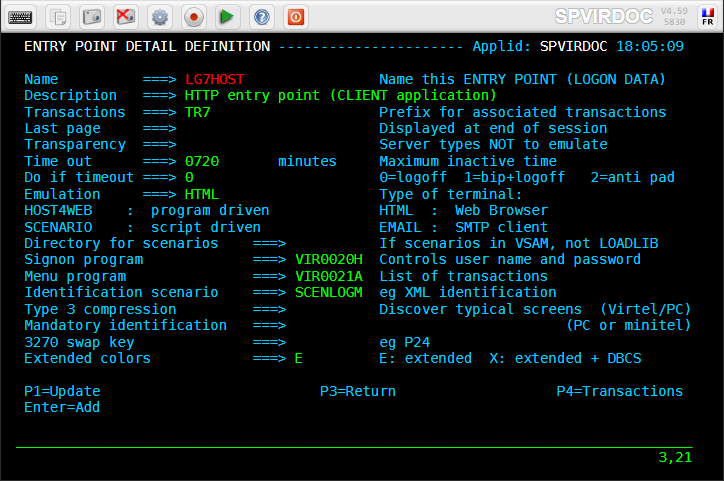 SPVIRDOC V4.59 5830 FR
ENTRY POINT DETAIL DEFINITION ---------------------- Applid: SPVIRDOC 18:05:09
Name ===> LG7HOST Name this ENTRY POINT (LOGON DATA)
Description ===> HTTP entry point (CLIENT application)
Transactions ===> TR7 Prefix for associated transactions
Last page ===> Displayed at end of session
Transparency ===> Server types NOT to emulate
Time out ===> 0720 minutes Maximum inactive time
Do if timeout ===> 0 0=logoff 1=bip+logoff 2=anti pad
Emulation ===> HTML Type of terminal:
HOST4WEB : program driven HTML : Web Browser
SCENARIO : script driven EMAIL : SMTP client
Directory for scenarios ===> If scenarios in VSAM, not LOADLIB
Signon program ===> VIR0020H Controls user name and password
Menu program ===> VIR0021A List of transactions
Identification scenario ===> SCENLOGM eg XML identification
Type 3 compression ===> Discover typical screens (Virtel/PC)
Mandatory identification ===> (PC or minitel)
3270 swap key ===> eg P24
Extended colors ===> E E: extended X: extended + DBCS
P1=Update P3=Return P4=Transactions
Enter=Add
3,21